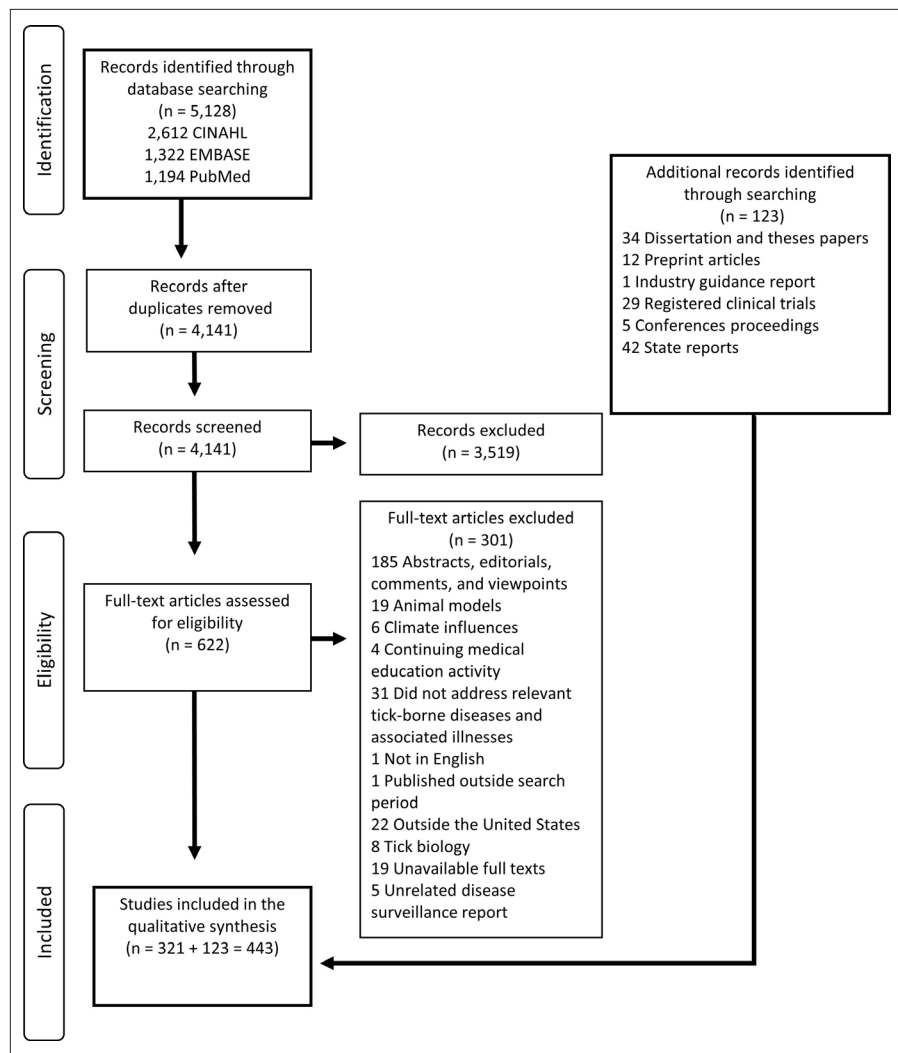 Identification
Records identified through
database searching
(n = 5,128)
2,612 CINAHL
1,322 EMBASE
1,194 PubMed
Additional records identified
through searching
(n = 123)
34 Dissertation and theses papers
12 Preprint articles
1 Industry guidance report
29 Registered clinical trials
5 Conferences proceedings
42 State reports
Screening
Records after
duplicates removed
(n = 4,141)
Records screened
(n = 4,141)
Records excluded
(n = 3,519)
Eligibility
Full-text articles assessed
for eligibility
(n = 622)
Full-text articles excluded
(n = 301)
185 Abstracts, editorials,
comments, and viewpoints
19 Animal models
6 Climate influences
4 Continuing medical
education activity
31 Did not address relevant
tick-borne diseases and
associated illnesses
1 Not in English
1 Published outside search
period
22 Outside the United States
8 Tick biology
19 Unavailable full texts
5 Unrelated disease
surveillance report
Included
Studies included in the
qualitative synthesis
(n = 321 + 123 = 443)